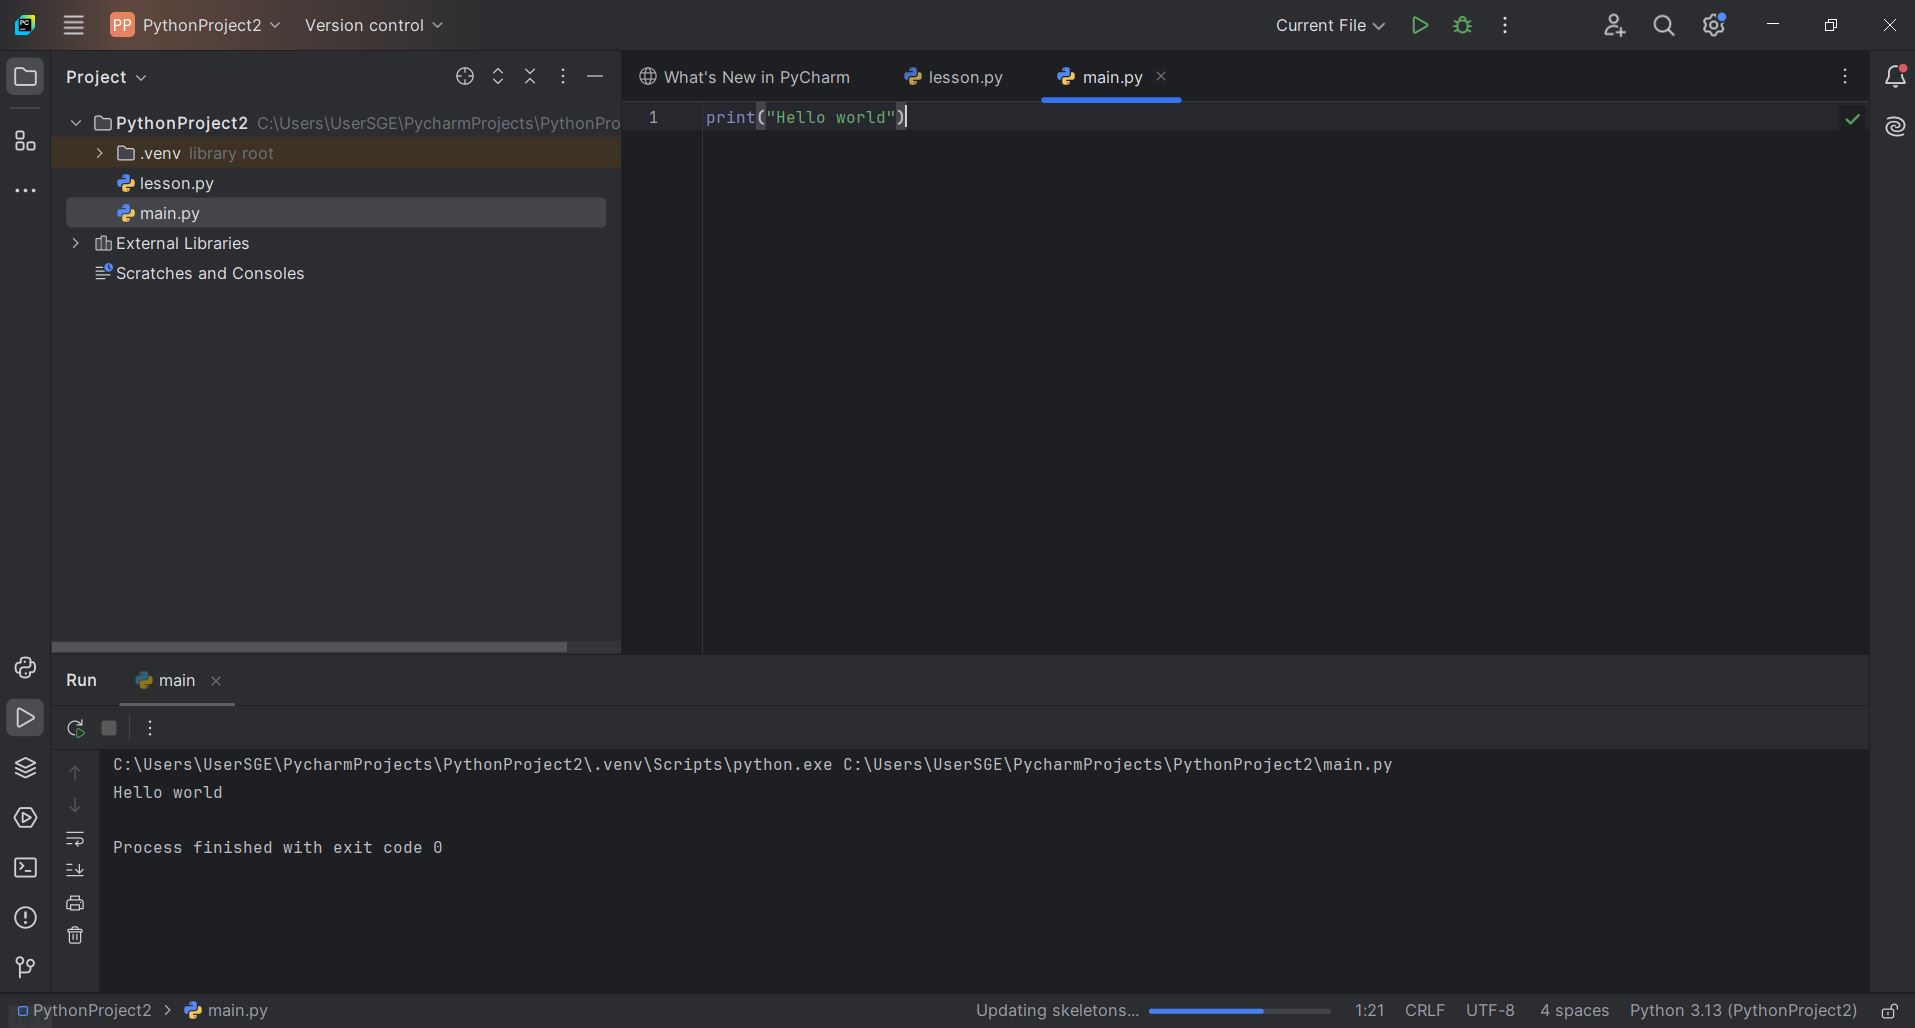 PC
PP PythonProject2 Version control Current File
Project
What's New in PyCharm lesson.py main.py
PythonProject2 C:\Users\UserSGE\PycharmProjects\PythonPro
.venv library root
lesson.py
main.py
External Libraries
Scratches and Consoles
1 print("Hello world")
Run main
C:\Users\UserSGE\PycharmProjects\PythonProject2\.venv\Scripts\python.exe C:\Users\UserSGE\PycharmProjects\PythonProject2\main.py
Hello world
Process finished with exit code 0
PythonProject2 > main.py Updating skeletons... 1:21 CRLF UTF-8 4 spaces Python 3.13 (PythonProject2)